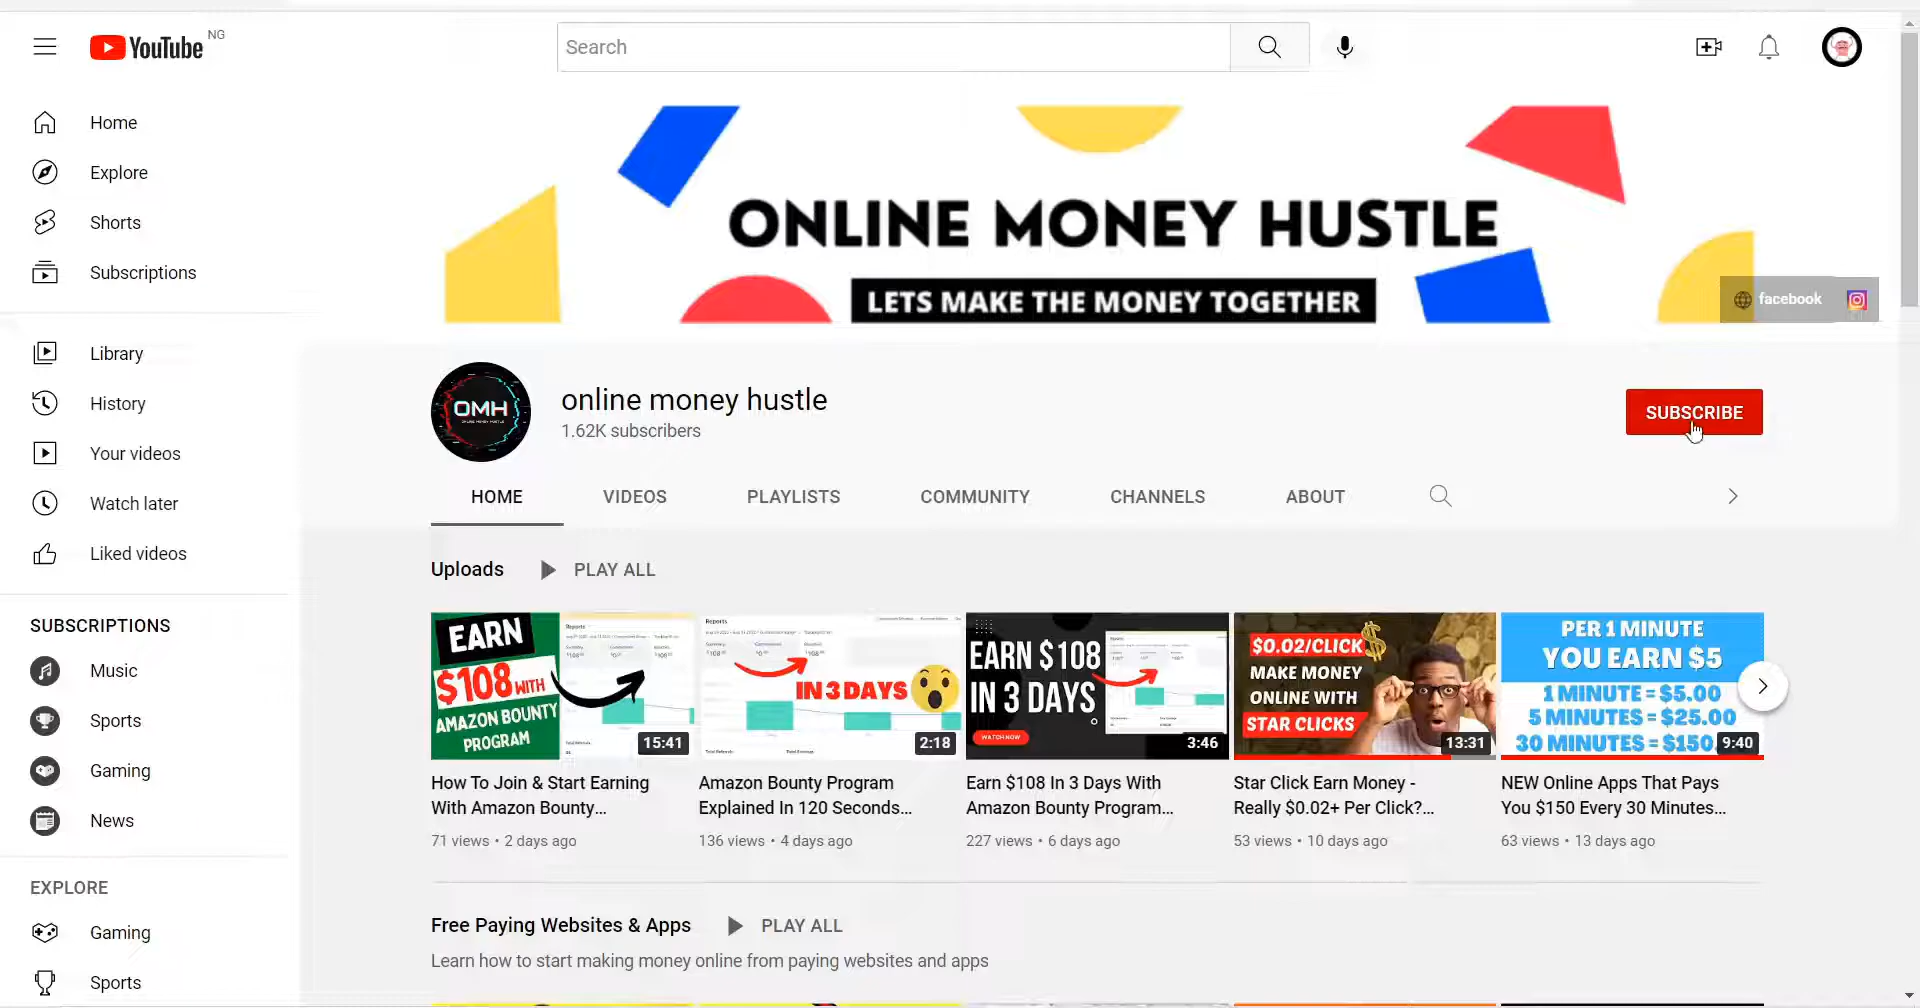 YouTube NG
Search
Home
Explore
Shorts
Subscriptions
Library
History
Your videos
Watch later
Liked videos
SUBSCRIPTIONS
Music
Sports
Gaming
News
EXPLORE
Gaming
Sports
ONLINE MONEY HUSTLE
LETS MAKE THE MONEY TOGETHER
facebook
OMH
online money hustle
1.62K subscribers
SUBSCRIBE
HOME VIDEOS PLAYLISTS COMMUNITY CHANNELS ABOUT
Uploads PLAY ALL
EARN
$108 WITH
AMAZON BOUNTY
PROGRAM
Reports
15:41
How To Join & Start Earning
With Amazon Bounty...
71 views • 2 days ago
Reports
IN 3 DAYS
2:18
Amazon Bounty Program
Explained In 120 Seconds...
136 views • 4 days ago
EARN $108
IN 3 DAYS
WATCH NOW
3:46
Earn $108 In 3 Days With
Amazon Bounty Program...
227 views • 6 days ago
$0.02/CLICK
MAKE MONEY
ONLINE WITH
STAR CLICKS
13:31
Star Click Earn Money -
Really $0.02+ Per Click?...
53 views • 10 days ago
PER 1 MINUTE
YOU EARN $5
1 MINUTE = $5.00
5 MINUTES = $25.00
30 MINUTES = $150
9:40
NEW Online Apps That Pays
You $150 Every 30 Minutes...
63 views • 13 days ago
Free Paying Websites & Apps PLAY ALL
Learn how to start making money online from paying websites and apps